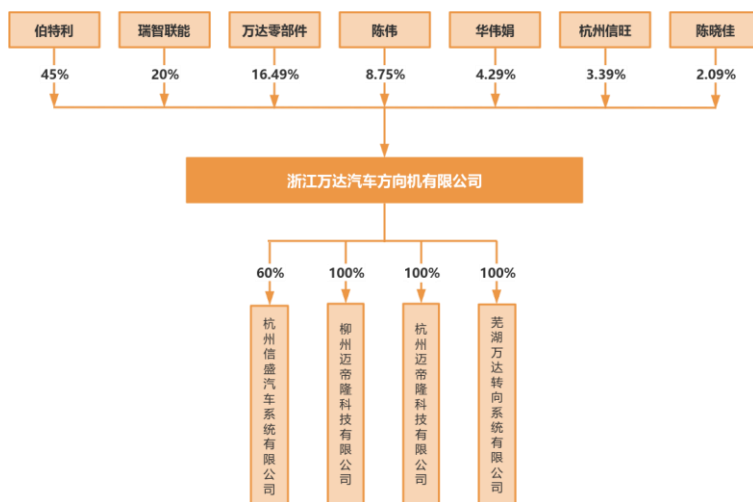 伯特利 瑞智联能 万达零部件 陈伟 华伟娟 杭州信旺 陈晓佳
45% 20% 16.49% 8.75% 4.29% 3.39% 2.09%
浙江万达汽车方向机有限公司
60% 100% 100% 100%
杭州信盛汽车系统有限公司
柳州迈帝隆科技有限公司
杭州迈帝隆科技有限公司
芜湖万达转向系统有限公司